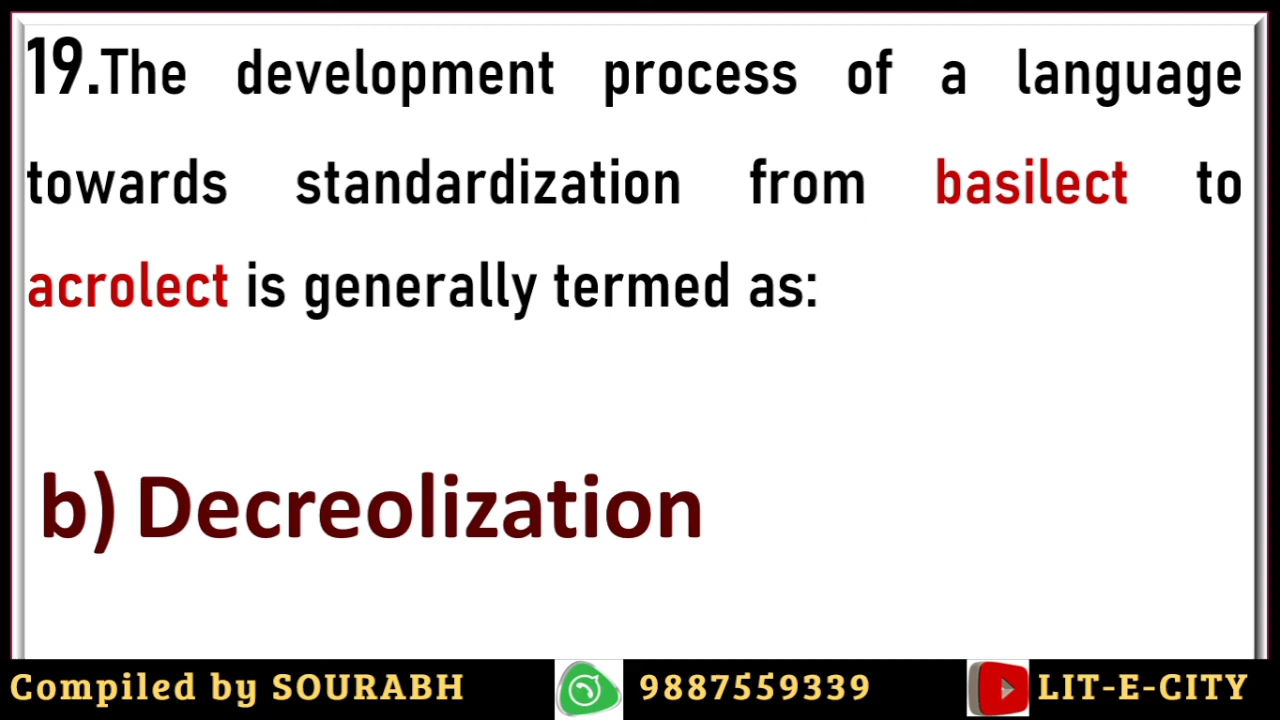 19.The development process of a language
towards standardization from basilect to
acrolect is generally termed as:
b) Decreolization
Compiled by SOURABH 9887559339 LIT-E-CITY